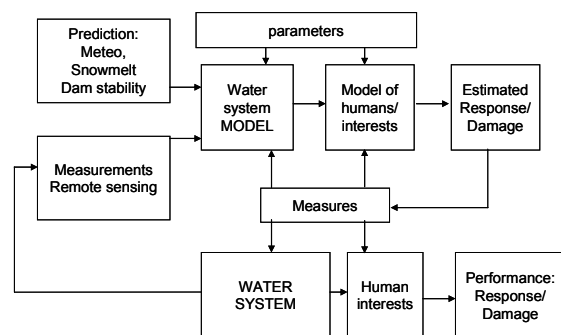 Prediction:
Meteo,
Snowmelt
Dam stability
parameters
Water
system
MODEL
Model of
humans/
interests
Estimated
Response/
Damage
Measurements
Remote sensing
Measures
WATER
SYSTEM
Human
interests
Performance:
Response/
Damage